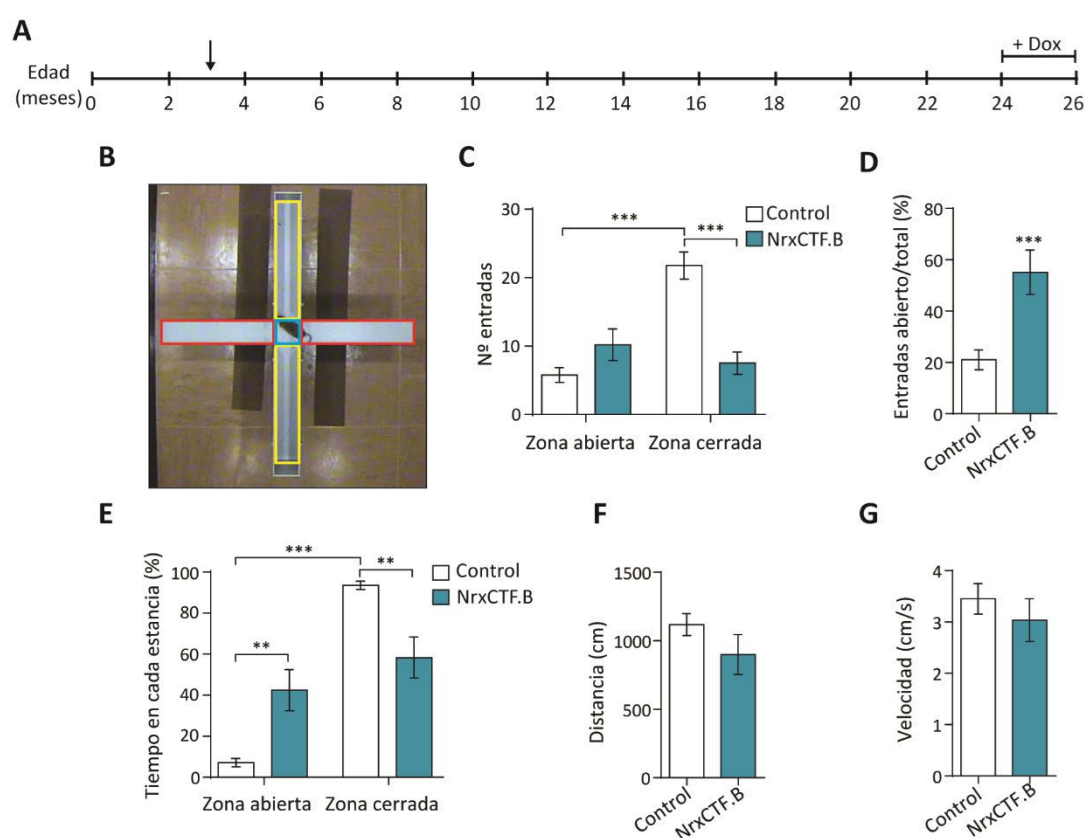 A
+ Dox
Edad
(meses)
0 2 4 6 8 10 12 14 16 18 20 22 24 26
B
C
Nº entradas
30
20
10
0
***
***
Control
NrxCTF.B
Zona abierta
Zona cerrada
D
Entradas abierto/total (%)
80
60
40
20
0
***
Control
NrxCTF.B
E
Tiempo en cada estancia (%)
100
80
60
40
20
0
***
**
**
Control
NrxCTF.B
Zona abierta
Zona cerrada
F
Distancia (cm)
1500
1000
500
0
Control
NrxCTF.B
G
Velocidad (cm/s)
4
3
2
1
0
Control
NrxCTF.B